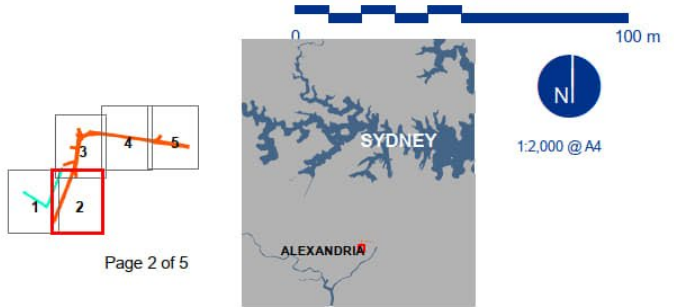 0 100 m
SYDNEY
N
1:2,000 @ A4
3 4 5
1 2
ALEXANDRIA
Page 2 of 5